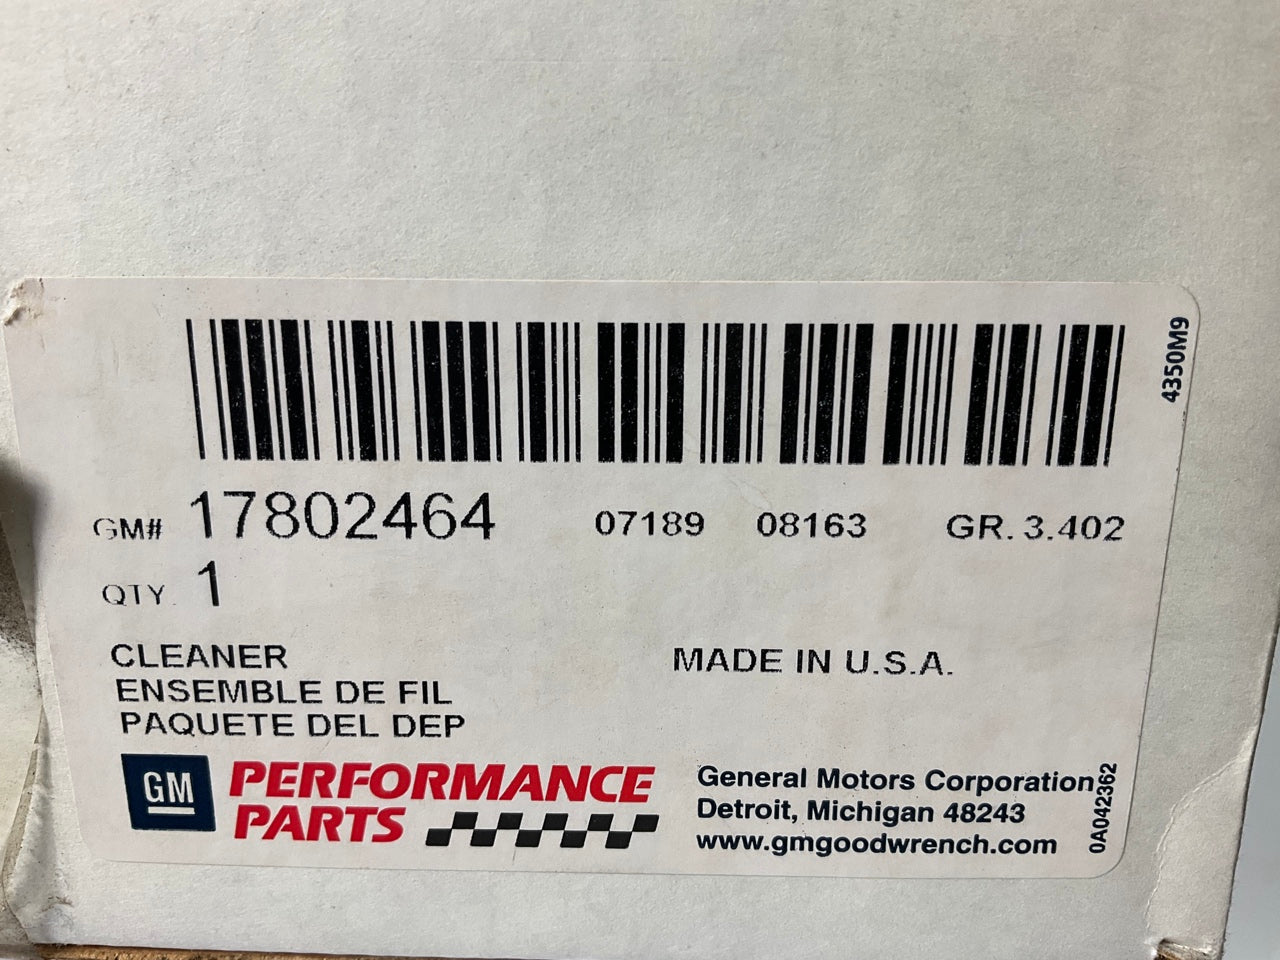 4350M9
GM# 17802464 07189 08163 GR. 3.402
QTY. 1
CLEANER MADE IN U.S.A.
ENSEMBLE DE FIL
PAQUETE DEL DEP
GM PERFORMANCE PARTS
General Motors Corporation
Detroit, Michigan 48243
www.gmgoodwrench.com
0A042362